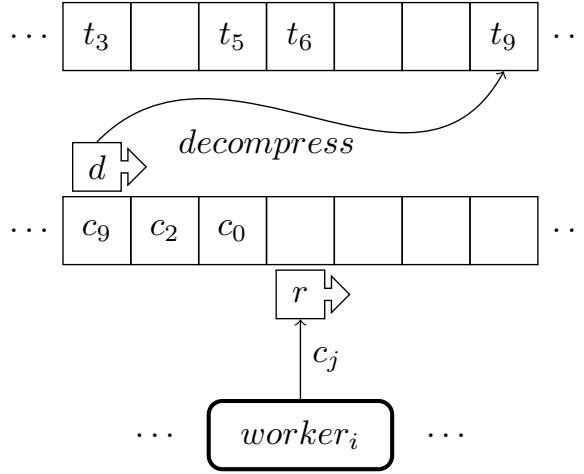 ⋯ t₃ t₅ t₆ t₉ ⋯
decompress
d
⋯ c₉ c₂ c₀ ⋯
r
cⱼ
⋯ workerᵢ ⋯